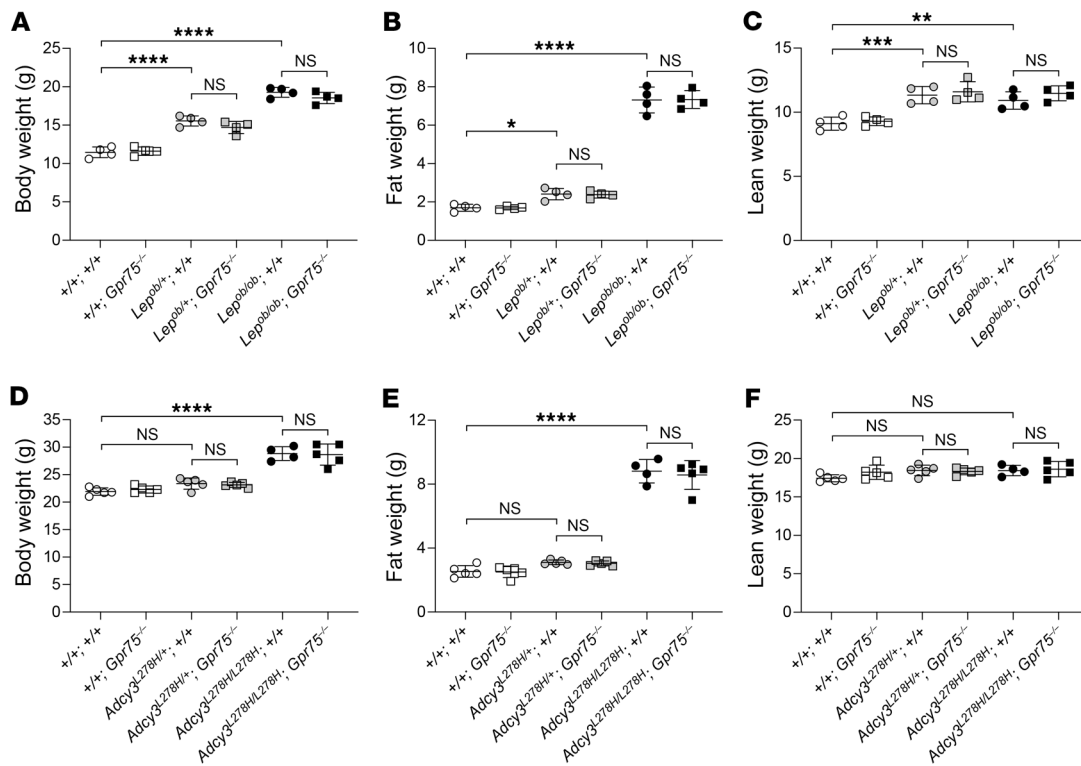 A
Body weight (g)
25
20
15
10
5
0
****
****
NS
NS
+/+; +/+
+/+; Gpr75⁻/⁻
Lepᵒᵇ/⁺; +/+
Lepᵒᵇ/⁺; Gpr75⁻/⁻
Lepᵒᵇ/ᵒᵇ; +/+
Lepᵒᵇ/ᵒᵇ; Gpr75⁻/⁻
B
Fat weight (g)
10
8
6
4
2
0
****
NS
*
NS
+/+; +/+
+/+; Gpr75⁻/⁻
Lepᵒᵇ/⁺; +/+
Lepᵒᵇ/⁺; Gpr75⁻/⁻
Lepᵒᵇ/ᵒᵇ; +/+
Lepᵒᵇ/ᵒᵇ; Gpr75⁻/⁻
C
Lean weight (g)
15
10
5
0
**
***
NS
NS
+/+; +/+
+/+; Gpr75⁻/⁻
Lepᵒᵇ/⁺; +/+
Lepᵒᵇ/⁺; Gpr75⁻/⁻
Lepᵒᵇ/ᵒᵇ; +/+
Lepᵒᵇ/ᵒᵇ; Gpr75⁻/⁻
D
Body weight (g)
35
30
25
20
15
10
5
0
****
NS
NS
NS
+/+; +/+
+/+; Gpr75⁻/⁻
Adcy3ᴸ²⁷⁸ᴴ/⁺; +/+
Adcy3ᴸ²⁷⁸ᴴ/⁺; Gpr75⁻/⁻
Adcy3ᴸ²⁷⁸ᴴ/ᴸ²⁷⁸ᴴ; +/+
Adcy3ᴸ²⁷⁸ᴴ/ᴸ²⁷⁸ᴴ; Gpr75⁻/⁻
E
Fat weight (g)
12
8
4
0
****
NS
NS
NS
+/+; +/+
+/+; Gpr75⁻/⁻
Adcy3ᴸ²⁷⁸ᴴ/⁺; +/+
Adcy3ᴸ²⁷⁸ᴴ/⁺; Gpr75⁻/⁻
Adcy3ᴸ²⁷⁸ᴴ/ᴸ²⁷⁸ᴴ; +/+
Adcy3ᴸ²⁷⁸ᴴ/ᴸ²⁷⁸ᴴ; Gpr75⁻/⁻
F
Lean weight (g)
25
20
15
10
5
0
NS
NS
NS
NS
+/+; +/+
+/+; Gpr75⁻/⁻
Adcy3ᴸ²⁷⁸ᴴ/⁺; +/+
Adcy3ᴸ²⁷⁸ᴴ/⁺; Gpr75⁻/⁻
Adcy3ᴸ²⁷⁸ᴴ/ᴸ²⁷⁸ᴴ; +/+
Adcy3ᴸ²⁷⁸ᴴ/ᴸ²⁷⁸ᴴ; Gpr75⁻/⁻